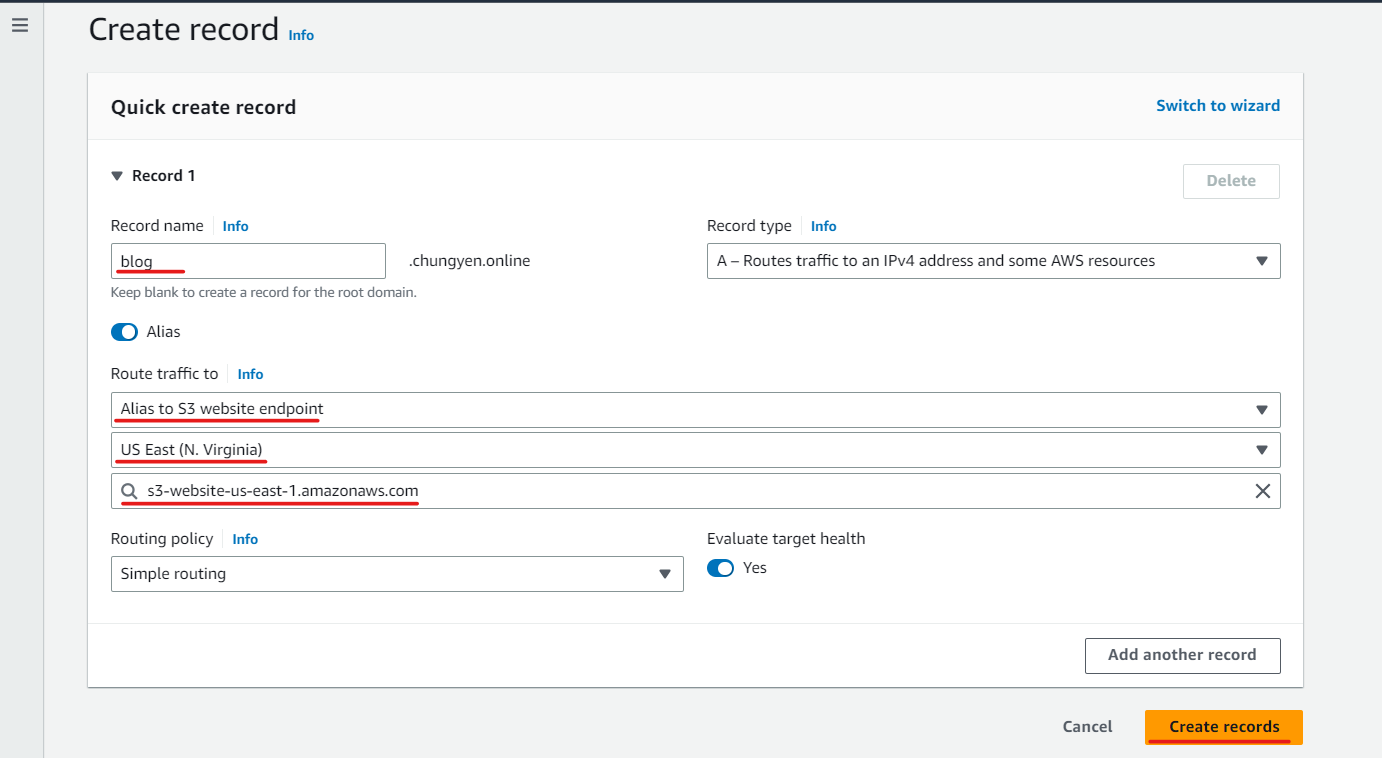 Create record Info
Quick create record
Switch to wizard
Record 1
Delete
Record name Info
Record type Info
blog
.chungyen.online
A – Routes traffic to an IPv4 address and some AWS resources
Keep blank to create a record for the root domain.
Alias
Route traffic to Info
Alias to S3 website endpoint
US East (N. Virginia)
s3-website-us-east-1.amazonaws.com
Routing policy Info
Evaluate target health
Simple routing
Yes
Add another record
Cancel
Create records